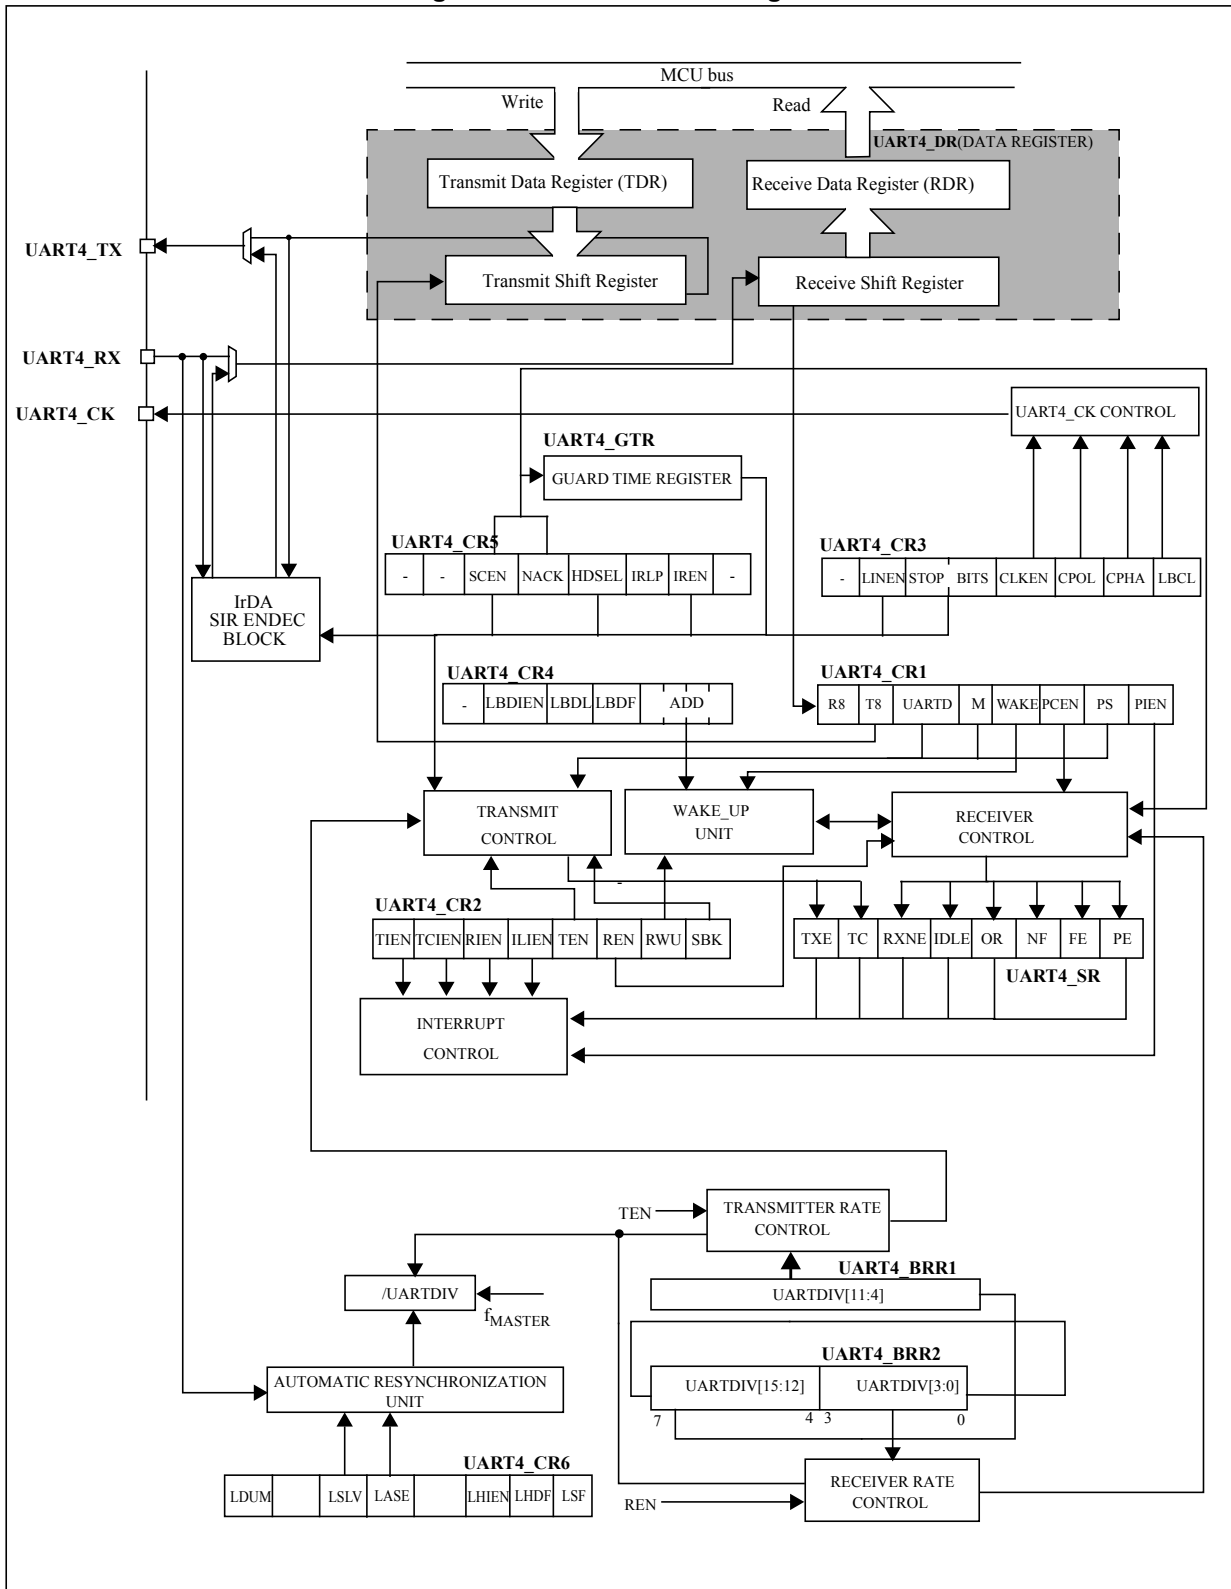 MCU bus
Write
Read
UART4_DR(DATA REGISTER)
Transmit Data Register (TDR)
Receive Data Register (RDR)
UART4_TX
Transmit Shift Register
Receive Shift Register
UART4_RX
UART4_CK
UART4_CK CONTROL
UART4_GTR
GUARD TIME REGISTER
UART4_CR5
- - SCEN NACK HDSEL IRLP IREN -
UART4_CR3
- LINEN STOP BITS CLKEN CPOL CPHA LBCL
IrDA
SIR ENDEC
BLOCK
UART4_CR4
- LBDIEN LBDL LBDF ADD
UART4_CR1
R8 T8 UARTD M WAKE PCEN PS PIEN
TRANSMIT
CONTROL
WAKE_UP
UNIT
RECEIVER
CONTROL
-
UART4_CR2
TIEN TCIEN RIEN ILIEN TEN REN RWU SBK
TXE TC RXNE IDLE OR NF FE PE
UART4_SR
INTERRUPT
CONTROL
TEN
TRANSMITTER RATE
CONTROL
UART4_BRR1
UARTDIV[11:4]
/UARTDIV
fMASTER
UART4_BRR2
UARTDIV[15:12] UARTDIV[3:0]
7 4 3 0
AUTOMATIC RESYNCHRONIZATION
UNIT
UART4_CR6
LDUM LSLV LASE LHIEN LHDF LSF
REN
RECEIVER RATE
CONTROL